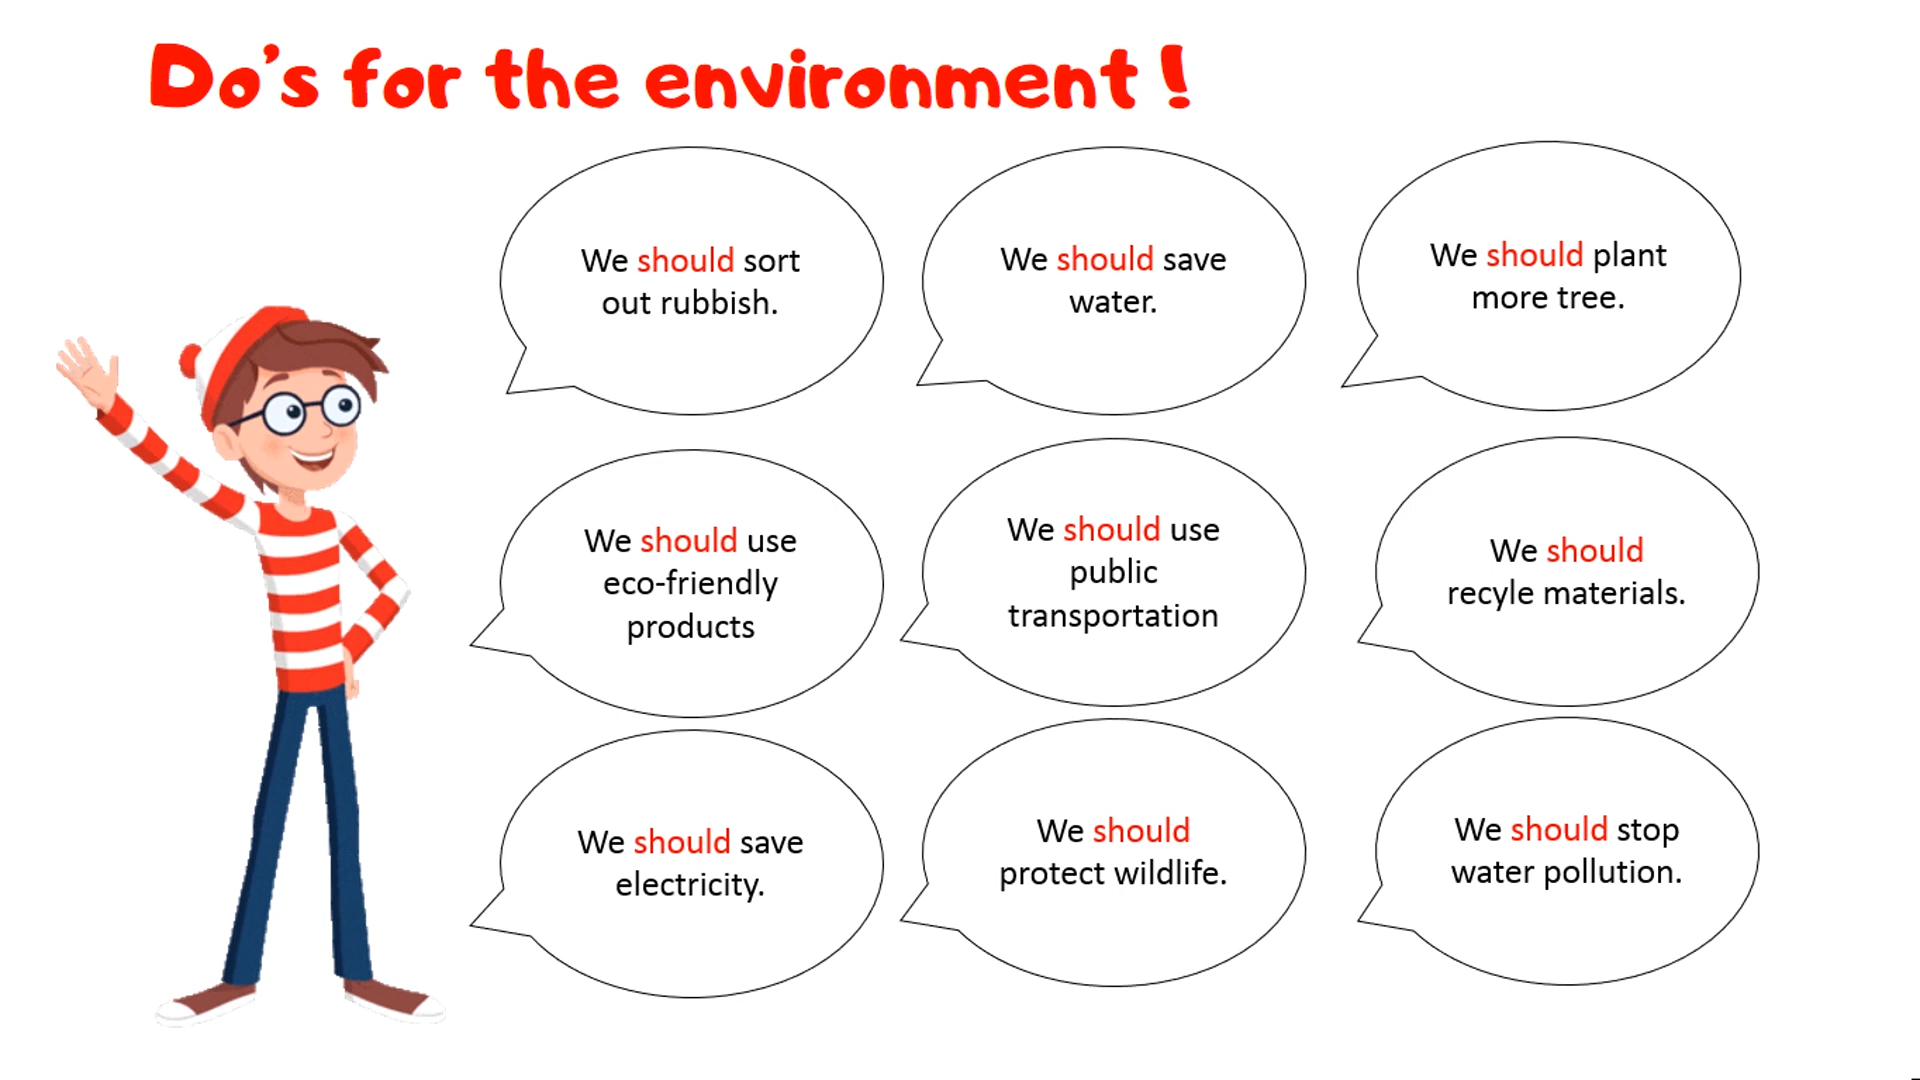 Do's for the environment!
We should sort
out rubbish.
We should save
water.
We should plant
more tree.
We should use
eco-friendly
products
We should use
public
transportation
We should
recyle materials.
We should save
electricity.
We should
protect wildlife.
We should stop
water pollution.